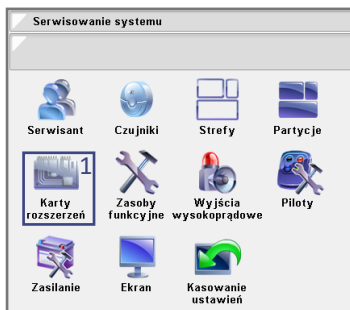 Serwisowanie systemu
Serwisant Czujniki Strefy Partycje
1
Karty Zasoby Wyjścia Piloty
rozszerzeń funkcyjne wysokoprądowe
Zasilanie Ekran Kasowanie
ustawień